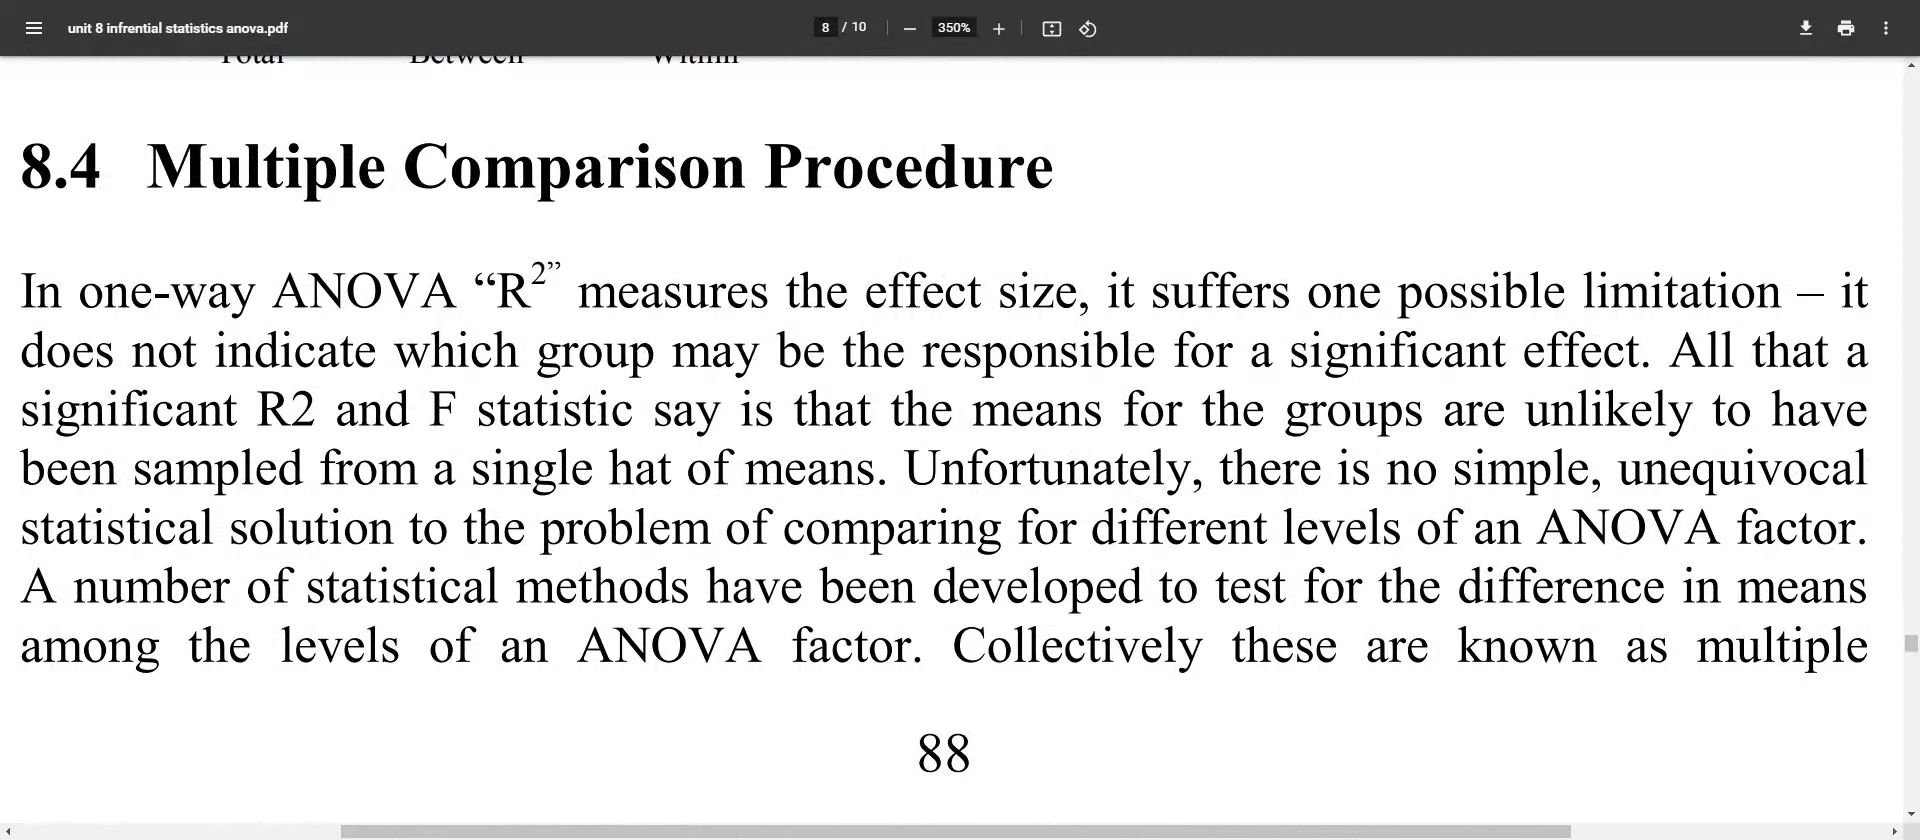 unit 8 infrential statistics anova.pdf
8 / 10
350%
Total Between Within
8.4 Multiple Comparison Procedure
In one-way ANOVA “R2” measures the effect size, it suffers one possible limitation – it
does not indicate which group may be the responsible for a significant effect. All that a
significant R2 and F statistic say is that the means for the groups are unlikely to have
been sampled from a single hat of means. Unfortunately, there is no simple, unequivocal
statistical solution to the problem of comparing for different levels of an ANOVA factor.
A number of statistical methods have been developed to test for the difference in means
among the levels of an ANOVA factor. Collectively these are known as multiple
88